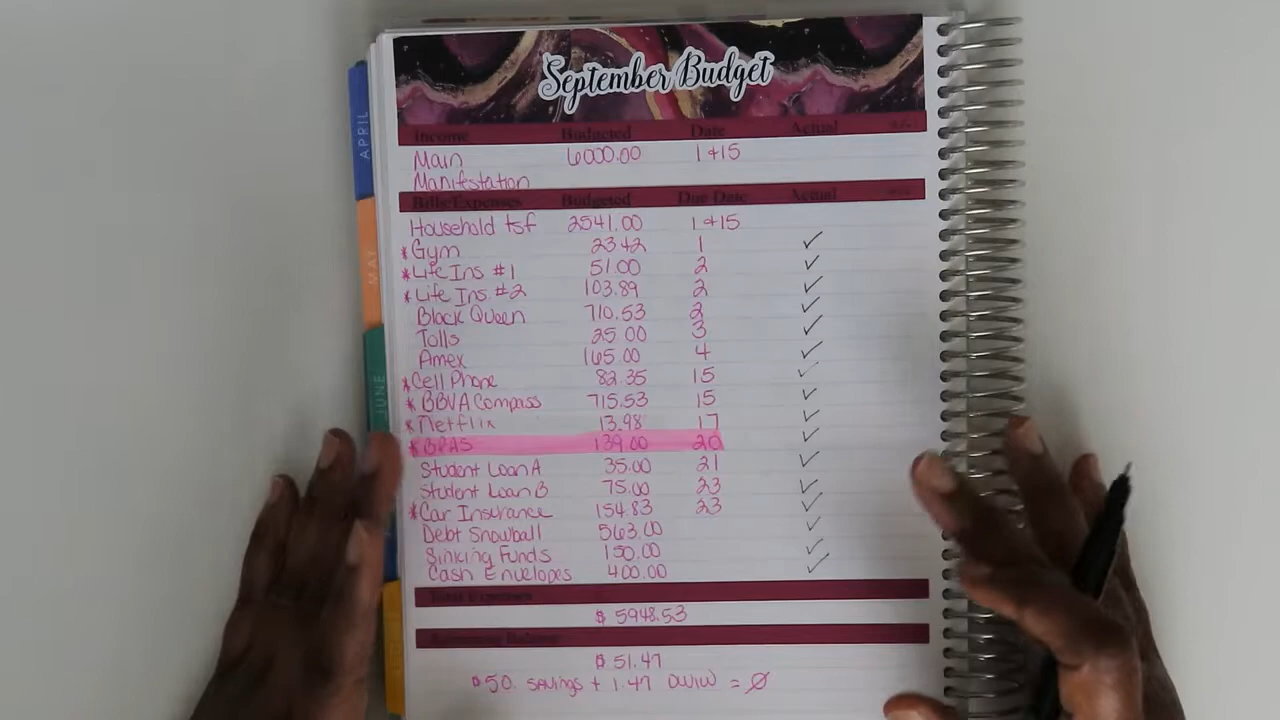 September Budget
Income Budgeted Date Actual
Main 6000.00 1+15
Manifestation
Bills/Expenses Budgeted Due Date Actual
Household tsf 2541.00 1+15
*Gym 23.42 1 ✓
*Life Ins #1 51.00 2 ✓
*Life Ins #2 103.89 2 ✓
Black Queen 710.53 2 ✓
Tolls 25.00 3 ✓
Amex 165.00 4 ✓
*Cell Phone 82.35 15 ✓
*BBVA Compass 715.53 15 ✓
*Netflix 13.98 17 ✓
*BPAS 139.00 20 ✓
Student Loan A 35.00 21 ✓
Student Loan B 75.00 23 ✓
*Car Insurance 154.83 23 ✓
Debt Snowball 563.00 ✓
Sinking Funds 150.00 ✓
Cash Envelopes 400.00 ✓
Total Expenses
$ 5948.53
$ 51.47
$50. savings + 1.47 DWIW = Ø
APRIL
MAY
JUNE